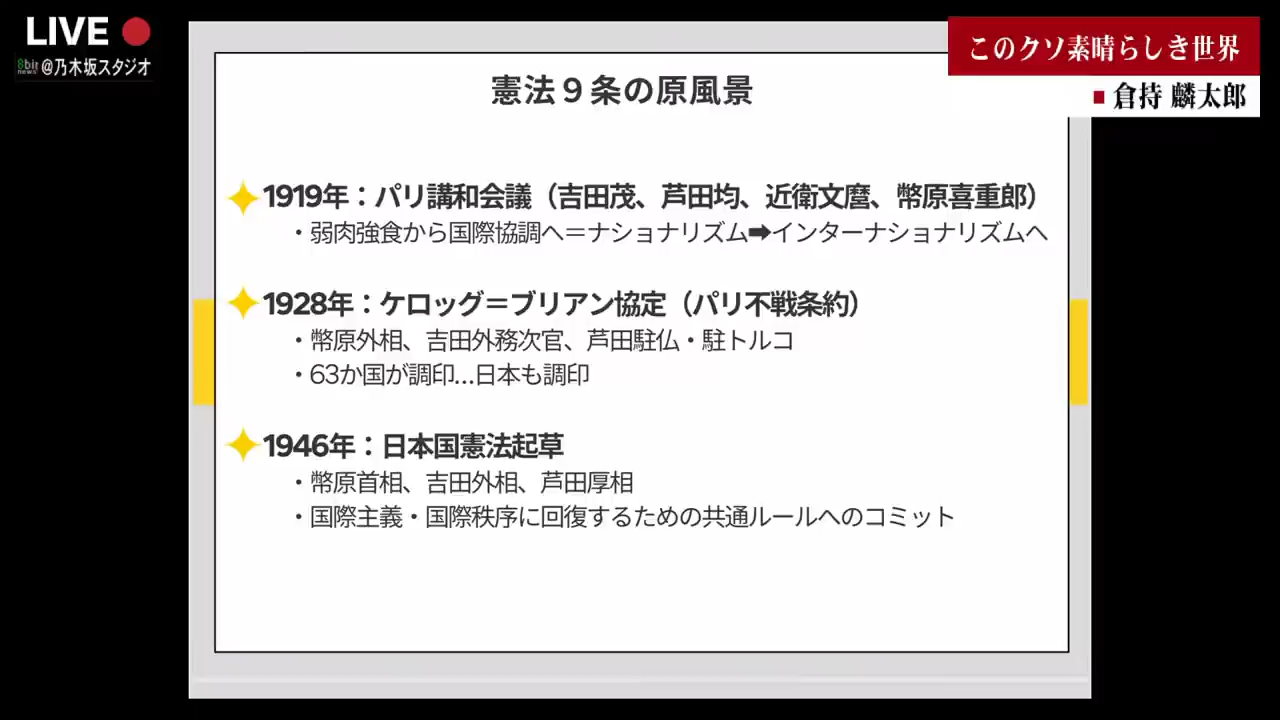 LIVE
8bit news @乃木坂スタジオ
このクソ素晴らしき世界
倉持 麟太郎
憲法９条の原風景
1919年：パリ講和会議（吉田茂、芦田均、近衛文麿、幣原喜重郎）
・弱肉強食から国際協調へ＝ナショナリズム➡インターナショナリズムへ
1928年：ケロッグ＝ブリアン協定（パリ不戦条約）
・幣原外相、吉田外務次官、芦田駐仏・駐トルコ
・63か国が調印…日本も調印
1946年：日本国憲法起草
・幣原首相、吉田外相、芦田厚相
・国際主義・国際秩序に回復するための共通ルールへのコミット